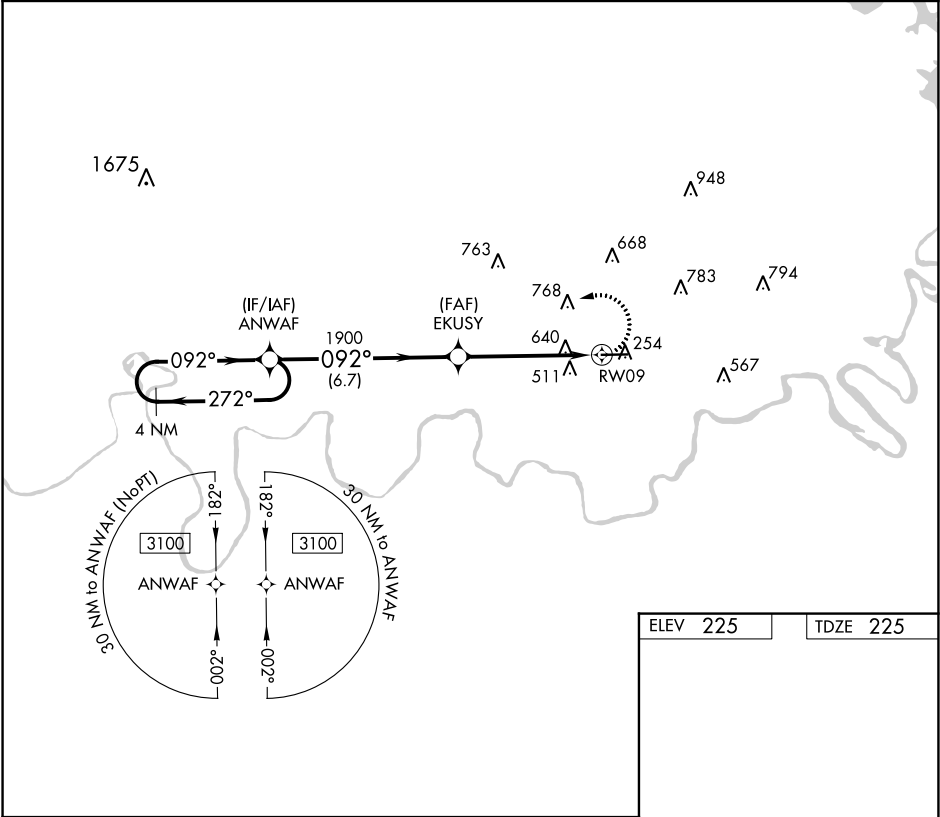 1675
948
763
668
783
794
768
(IF/IAF)
ANWAF
(FAF)
EKUSY
640
254
1900
092°
092°
(6.7)
511
RW09
567
272°
4 NM
30 NM to ANWAF (NoPT)
182°
182°
30 NM to ANWAF
3100
3100
ANWAF
ANWAF
002°
002°
ELEV 225
TDZE 225